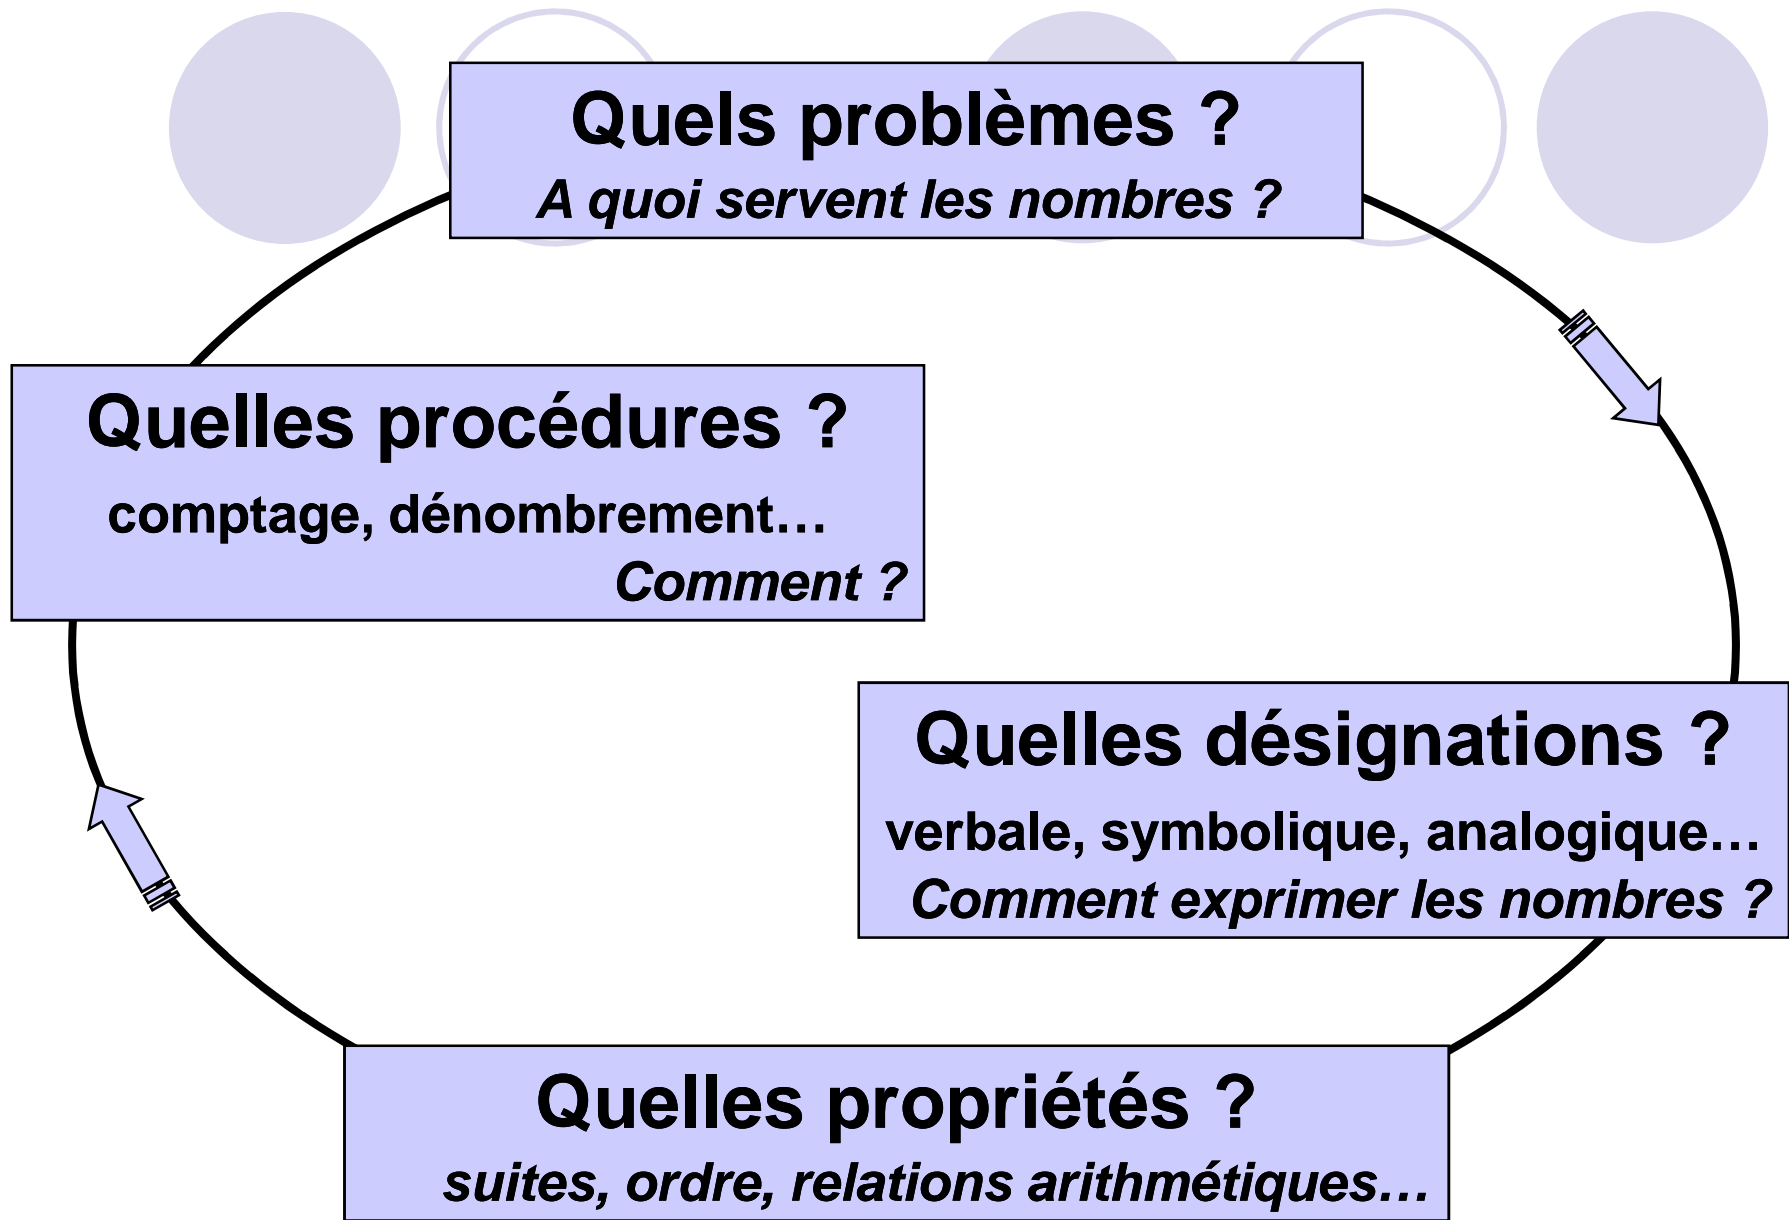 Quels problèmes ?
A quoi servent les nombres ?
Quelles procédures ?
comptage, dénombrement…
Comment ?
Quelles désignations ?
verbale, symbolique, analogique…
Comment exprimer les nombres ?
Quelles propriétés ?
suites, ordre, relations arithmétiques…